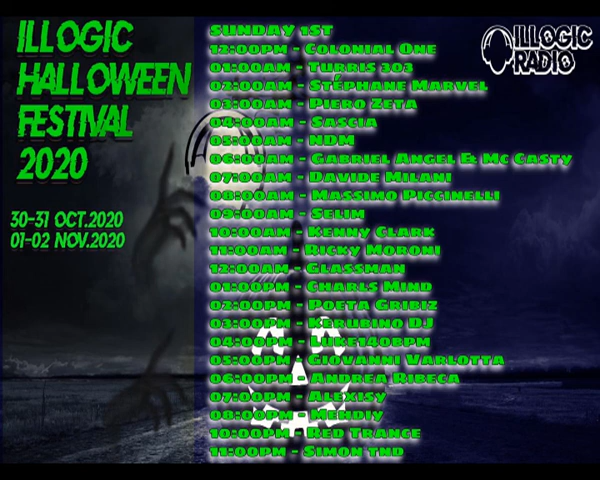 ILLOGIC
HALLOWEEN
FESTIVAL
2020
30-31 OCT.2020
01-02 NOV.2020
ILLOGIC
RADIO
SUNDAY 1ST
12:00PM - Colonial One
01:00AM - Turris 303
02:00AM - Stéphane Marvel
03:00AM - Piero Zeta
04:00AM - Sascia
05:00AM - NDM
06:00AM - Gabriel Angel & Mc Casty
07:00AM - Davide Milani
08:00AM - Massimo Piccinelli
09:00AM - Selim
10:00AM - Kenny Clark
11:00AM - Ricky Moroni
12:00AM - Glassman
01:00PM - Charls Mind
02:00PM - Poeta Gribiz
03:00PM - Kerubino DJ
04:00PM - Luke140bpm
05:00PM - Giovanni Varlotta
06:00PM - Andrea Ribeca
07:00PM - Alexisy
08:00PM - Mehdiy
10:00PM - Red Trance
11:00PM - Simon tnd